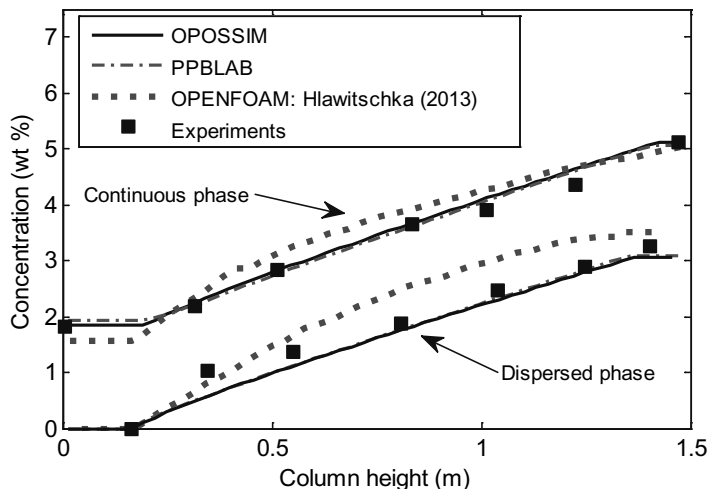 7
6
5
4
3
2
1
0
Concentration (wt %)
OPOSSIM
PPBLAB
OPENFOAM: Hlawitschka (2013)
Experiments
Continuous phase
Dispersed phase
0
0.5
1
1.5
Column height (m)